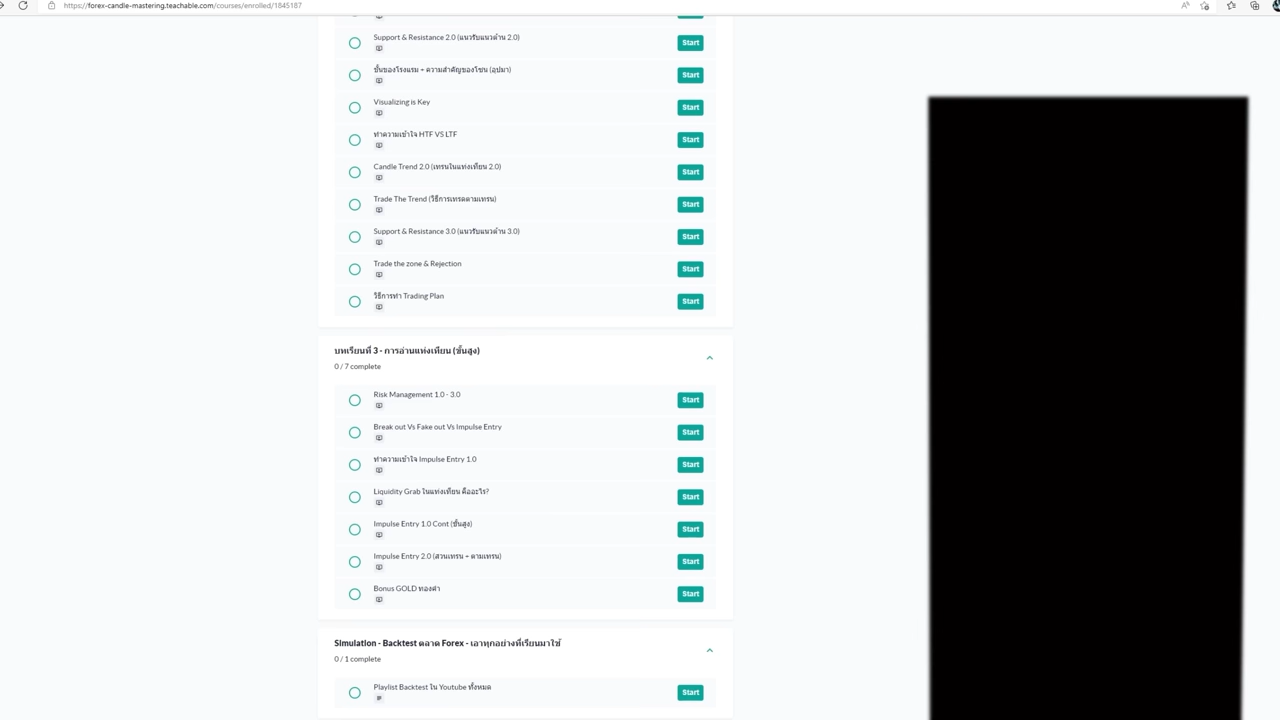 https://forex-candle-mastering.teachable.com/courses/enrolled/1845187
Support & Resistance 2.0 (แนวรับแนวต้าน 2.0)
Start
ชั้นของโรงแรม + ความสำคัญของโซน (อุปมา)
Start
Visualizing is Key
Start
ทำความเข้าใจ HTF VS LTF
Start
Candle Trend 2.0 (เทรนในแท่งเทียน 2.0)
Start
Trade The Trend (วิธีการเทรดตามเทรน)
Start
Support & Resistance 3.0 (แนวรับแนวต้าน 3.0)
Start
Trade the zone & Rejection
Start
วิธีการทำ Trading Plan
Start
บทเรียนที่ 3 - การอ่านแท่งเทียน (ชั้นสูง)
0 / 7 complete
Risk Management 1.0 - 3.0
Start
Break out Vs Fake out Vs Impulse Entry
Start
ทำความเข้าใจ Impulse Entry 1.0
Start
Liquidity Grab ในแท่งเทียน คืออะไร?
Start
Impulse Entry 1.0 Cont (ชั้นสูง)
Start
Impulse Entry 2.0 (สวนเทรน + ตามเทรน)
Start
Bonus GOLD ทองคำ
Start
Simulation - Backtest ตลาด Forex - เอาทุกอย่างที่เรียนมาใช้
0 / 1 complete
Playlist Backtest ใน Youtube ทั้งหมด
Start